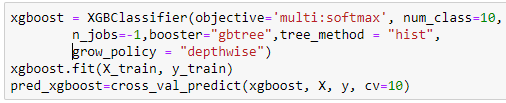 xgboost = XGBClassifier(objective='multi:softmax', num_class=10,
n_jobs=-1,booster="gbtree",tree_method = "hist",
grow_policy = "depthwise")
xgboost.fit(X_train, y_train)
pred_xgboost=cross_val_predict(xgboost, X, y, cv=10)